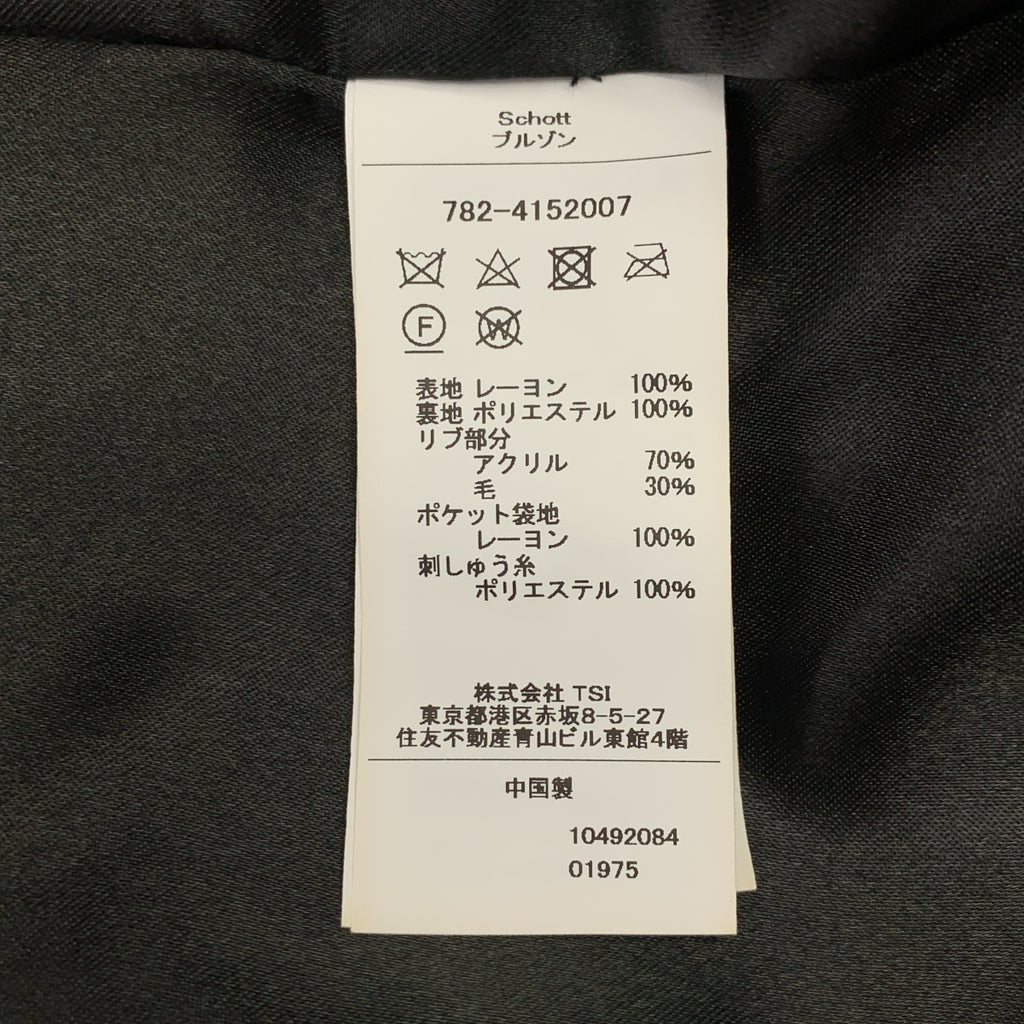 Schott
ブルゾン
782-4152007
F W
表地 レーヨン 100%
裏地 ポリエステル 100%
リブ部分
アクリル 70%
毛 30%
ポケット袋地
レーヨン 100%
刺しゅう糸
ポリエステル 100%
株式会社 TSI
東京都港区赤坂8-5-27
住友不動産青山ビル東館4階
中国製
10492084
01975